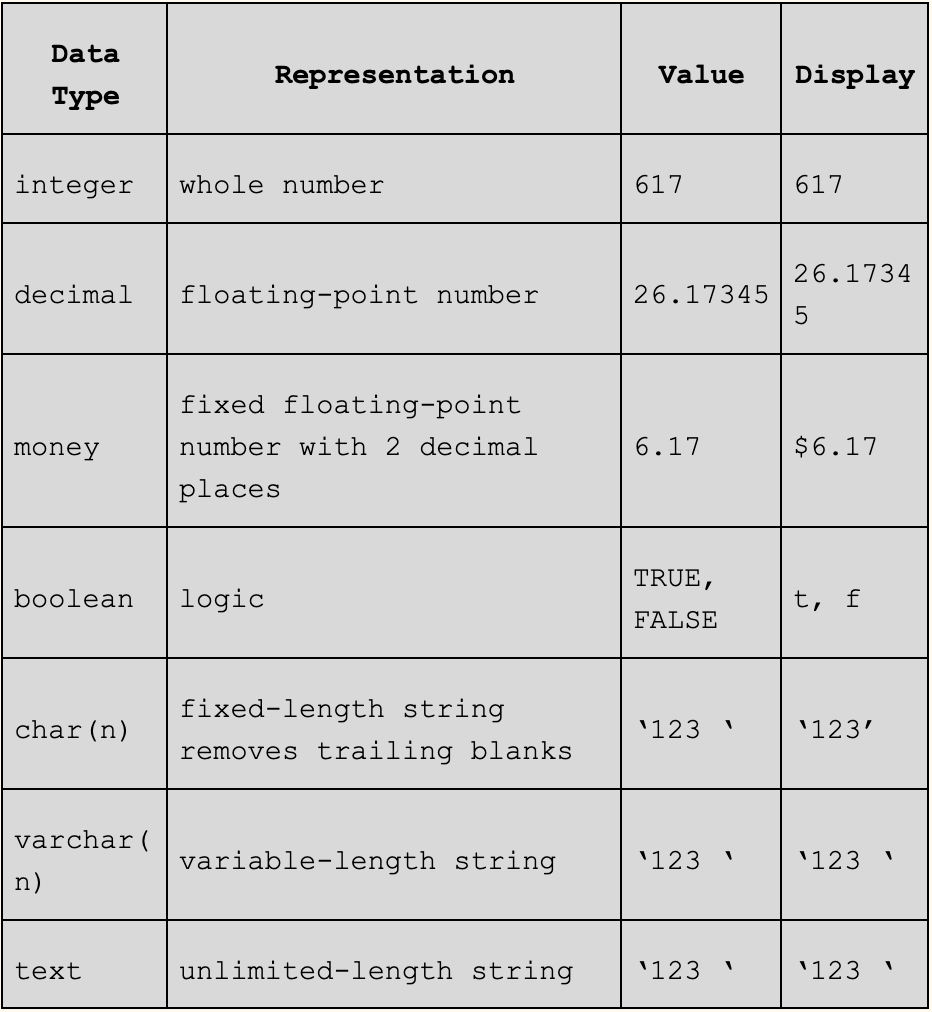 Data
Type
Representation
Value
Display
integer
whole number
617
617
decimal
floating-point number
26.17345
26.1734
5
money
fixed floating-point
number with 2 decimal
places
6.17
$6.17
boolean
logic
TRUE,
FALSE
t, f
char(n)
fixed-length string
removes trailing blanks
‘123 ‘
‘123’
varchar(
n)
variable-length string
‘123 ‘
‘123 ‘
text
unlimited-length string
‘123 ‘
‘123 ‘